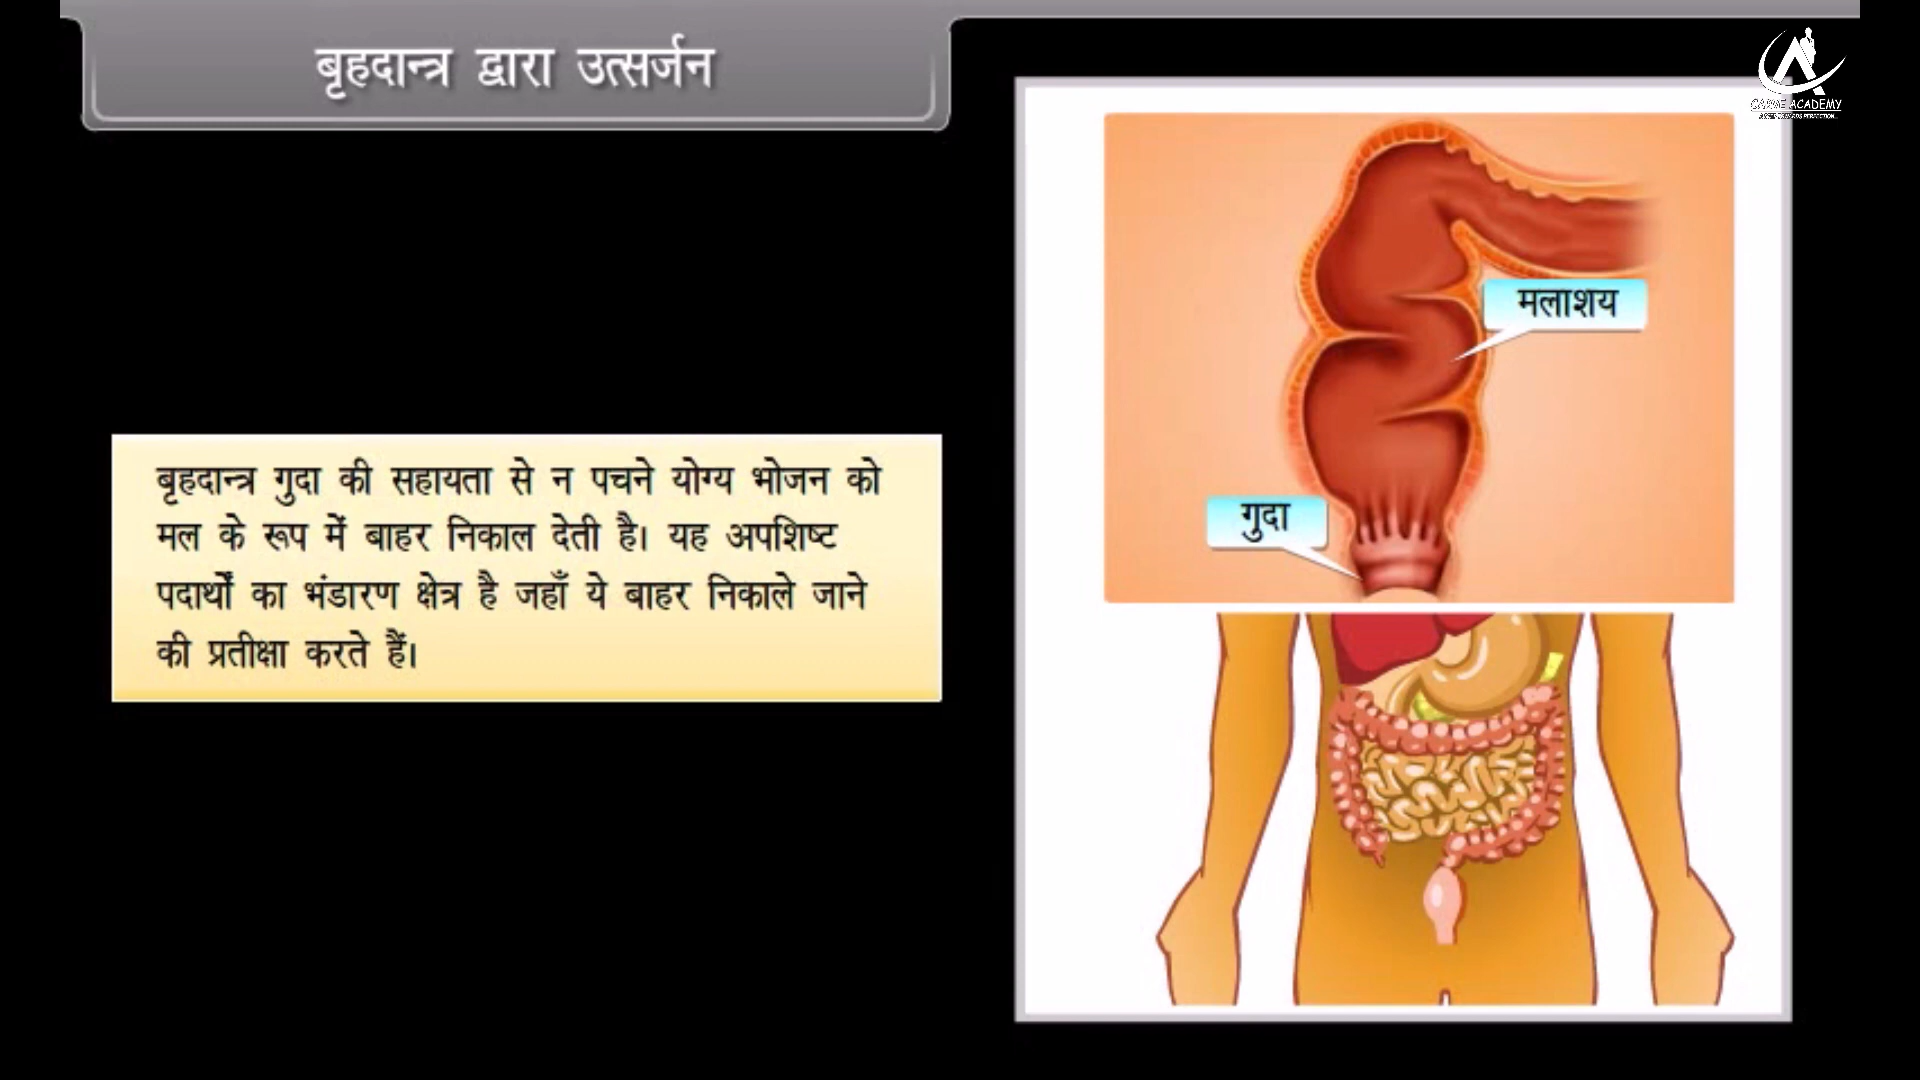 बृहदान्त्र द्वारा उत्सर्जन
बृहदान्त्र गुदा की सहायता से न पचने योग्य भोजन को
मल के रूप में बाहर निकाल देती है। यह अपशिष्ट
पदार्थों का भंडारण क्षेत्र है जहाँ ये बाहर निकाले जाने
की प्रतीक्षा करते हैं।
मलाशय
गुदा
ACADEMY